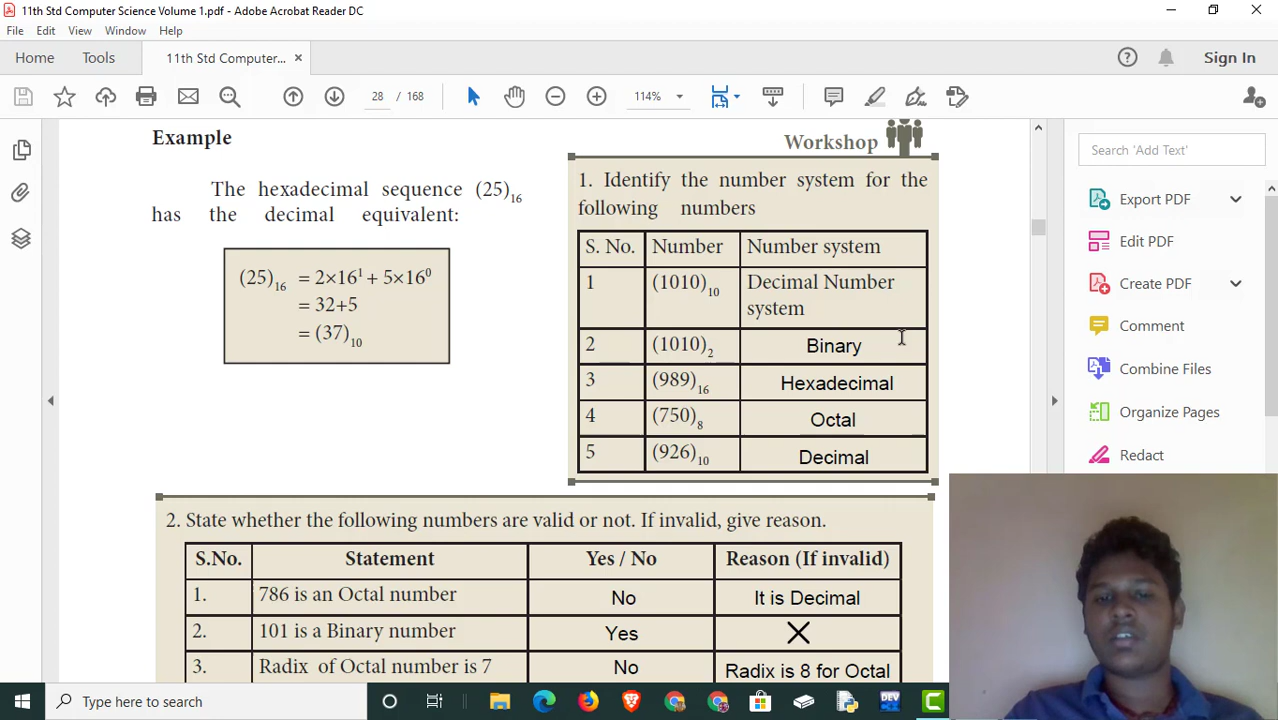 11th Std Computer Science Volume 1.pdf - Adobe Acrobat Reader DC
File Edit View Window Help
Home Tools 11th Std Computer... × Sign In
28 / 168 114%
Example
The hexadecimal sequence (25)16
has the decimal equivalent:
(25)16 = 2×16^1 + 5×16^0
= 32+5
= (37)10
Workshop
1. Identify the number system for the
following numbers
S. No. Number Number system
1 (1010)10 Decimal Number
system
2 (1010)2 Binary
3 (989)16 Hexadecimal
4 (750)8 Octal
5 (926)10 Decimal
2. State whether the following numbers are valid or not. If invalid, give reason.
S.No. Statement Yes / No Reason (If invalid)
1. 786 is an Octal number No It is Decimal
2. 101 is a Binary number Yes
3. Radix of Octal number is 7 No Radix is 8 for Octal
Search 'Add Text'
Export PDF
Edit PDF
Create PDF
Comment
Combine Files
Organize Pages
Redact
Type here to search
DEV